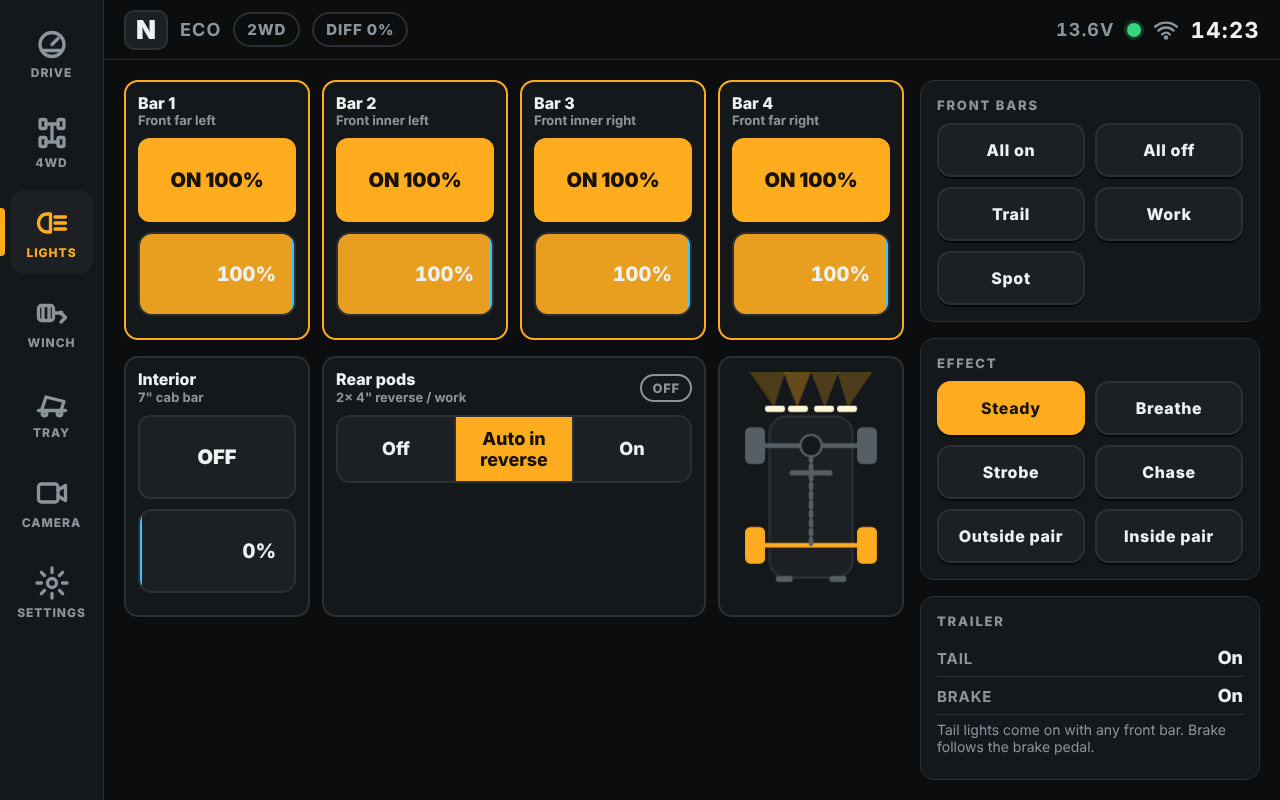 N ECO 2WD DIFF 0% 13.6V 14:23
DRIVE
4WD
LIGHTS
WINCH
TRAY
CAMERA
SETTINGS
Bar 1
Front far left
ON 100%
100%
Bar 2
Front inner left
ON 100%
100%
Bar 3
Front inner right
ON 100%
100%
Bar 4
Front far right
ON 100%
100%
Interior
7" cab bar
OFF
0%
Rear pods
2× 4" reverse / work
OFF
Off
Auto in
reverse
On
FRONT BARS
All on
All off
Trail
Work
Spot
EFFECT
Steady
Breathe
Strobe
Chase
Outside pair
Inside pair
TRAILER
TAIL On
BRAKE On
Tail lights come on with any front bar. Brake
follows the brake pedal.